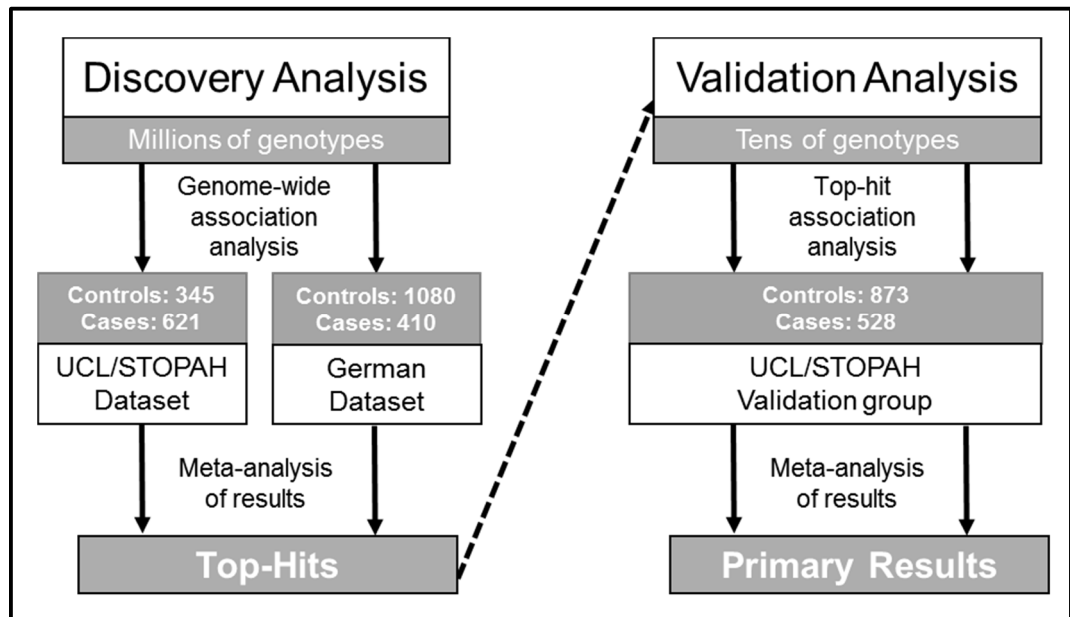 Discovery Analysis
Millions of genotypes
Genome-wide
association
analysis
Controls: 345
Cases: 621
UCL/STOPAH
Dataset
Controls: 1080
Cases: 410
German
Dataset
Meta-analysis
of results
Top-Hits
Validation Analysis
Tens of genotypes
Top-hit
association
analysis
Controls: 873
Cases: 528
UCL/STOPAH
Validation group
Meta-analysis
of results
Primary Results